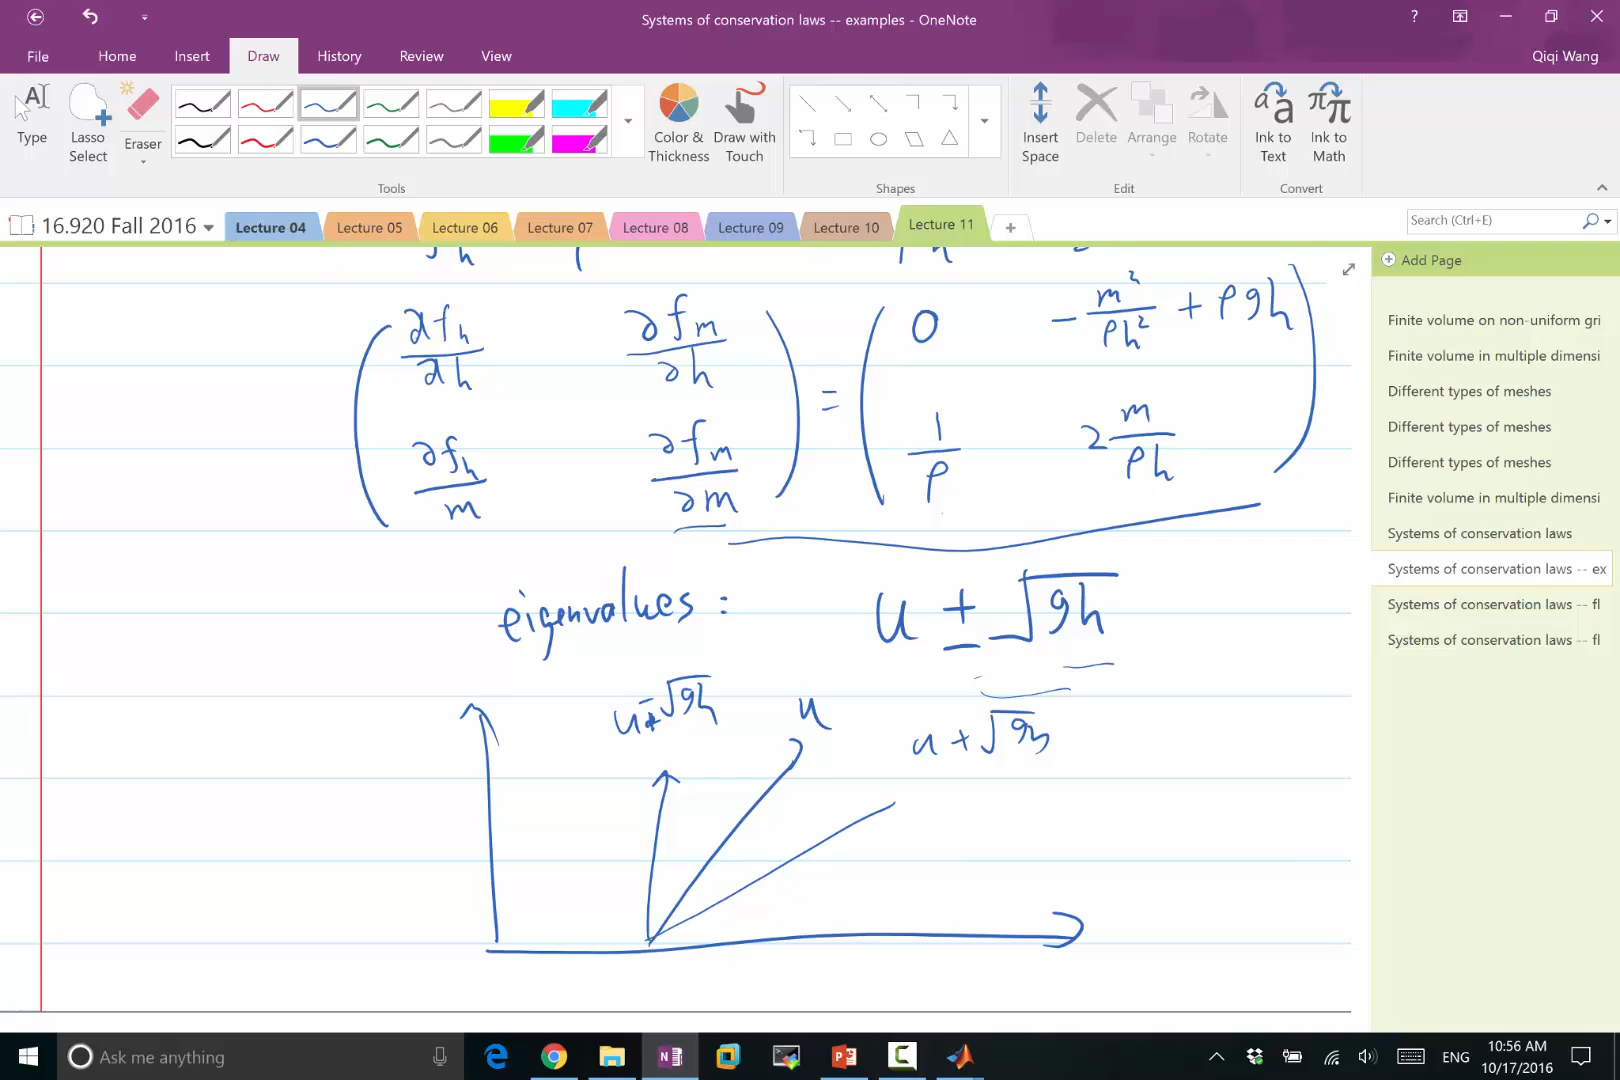 Systems of conservation laws -- examples - OneNote
?
File Home Insert Draw History Review View
Qiqi Wang
Type
Lasso Select
Eraser
Color & Thickness
Draw with Touch
Insert Space
Delete
Arrange
Rotate
Ink to Text
Ink to Math
Tools Shapes Edit Convert
16.920 Fall 2016
Lecture 04 Lecture 05 Lecture 06 Lecture 07 Lecture 08 Lecture 09 Lecture 10 Lecture 11 +
Search (Ctrl+E)
Add Page
Finite volume on non-uniform gri
Finite volume in multiple dimensi
Different types of meshes
Different types of meshes
Different types of meshes
Finite volume in multiple dimensi
Systems of conservation laws
Systems of conservation laws -- ex
Systems of conservation laws -- fl
Systems of conservation laws -- fl
( ∂f_h/∂h ∂f_m/∂h ) = ( 0 -m²/ρh² + ρgh )
( ∂f_h/m ∂f_m/∂m ) ( 1/ρ 2 m/ρh )
eigenvalues: u ± √gh
u - √gh u u + √gh
Ask me anything
ENG
10:56 AM
10/17/2016